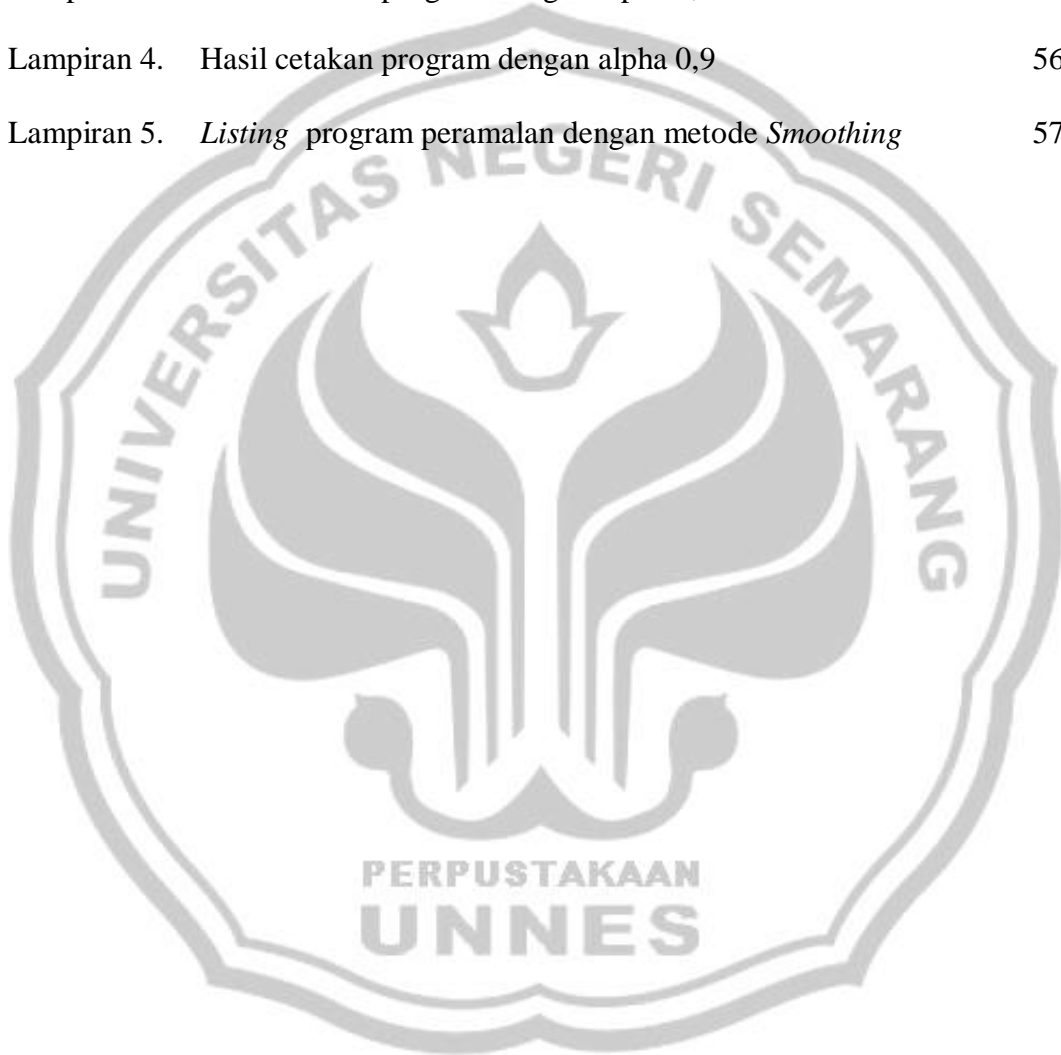 Lampiran 4. Hasil cetakan program dengan alpha 0,9 56
Lampiran 5. Listing program peramalan dengan metode Smoothing 57
UNIVERSITAS NEGERI SEMARANG
PERPUSTAKAAN
UNNES